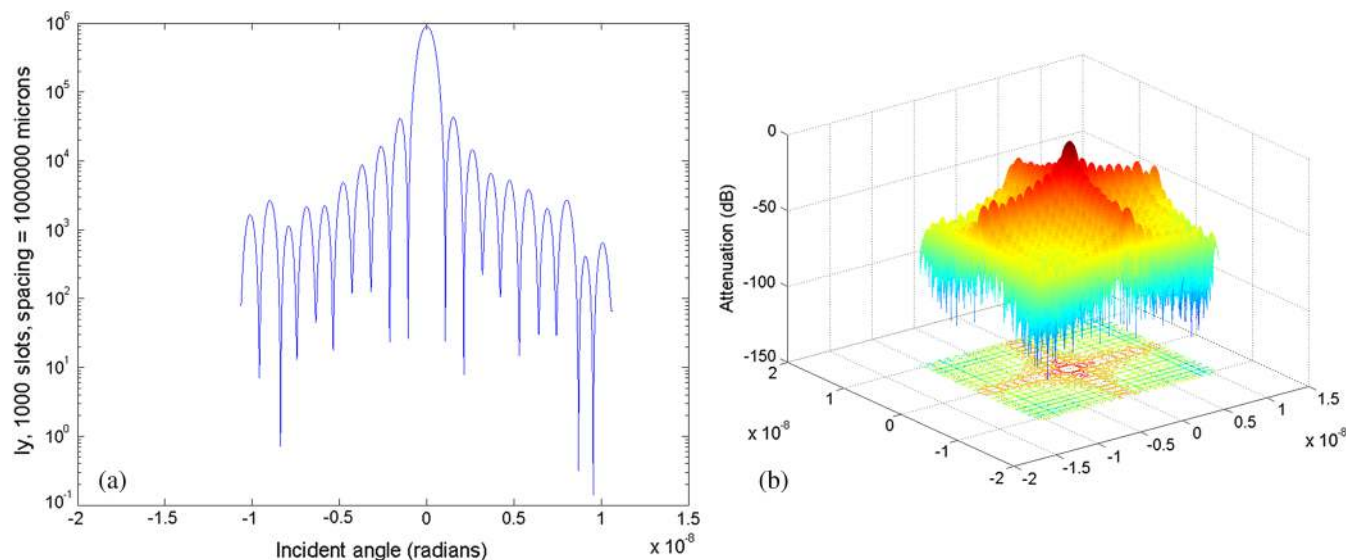 Iy, 1000 slots, spacing = 1000000 microns
10^6
10^5
10^4
10^3
10^2
10^1
10^0
10^-1
(a)
-2 -1.5 -1 -0.5 0 0.5 1 1.5
Incident angle (radians)
x 10^-8
Attenuation (dB)
0
-50
-100
-150
2
1
0
-1
-2
x 10^-8
-2
-1.5
-1
-0.5
0
0.5
1
1.5
x 10^-8
(b)